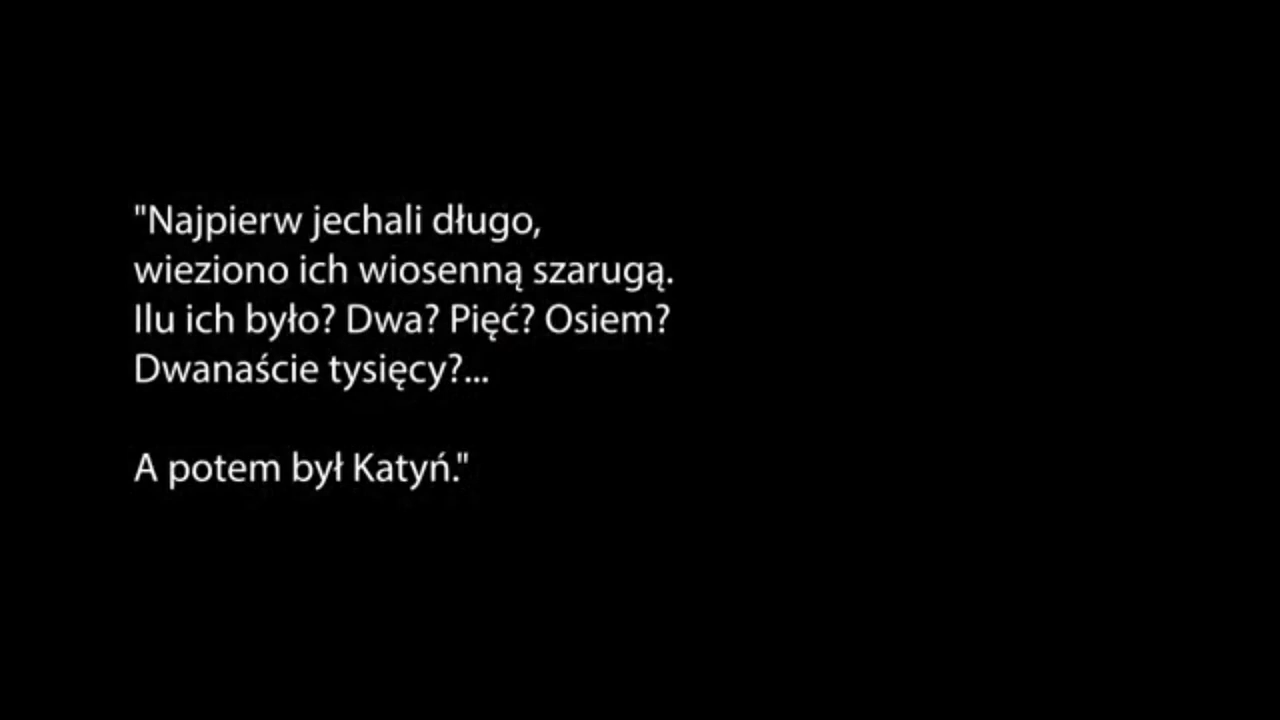 "Najpierw jechali długo,
wieziono ich wiosenną szarugą.
Ilu ich było? Dwa? Pięć? Osiem?
Dwanaście tysięcy?...
A potem był Katyń."